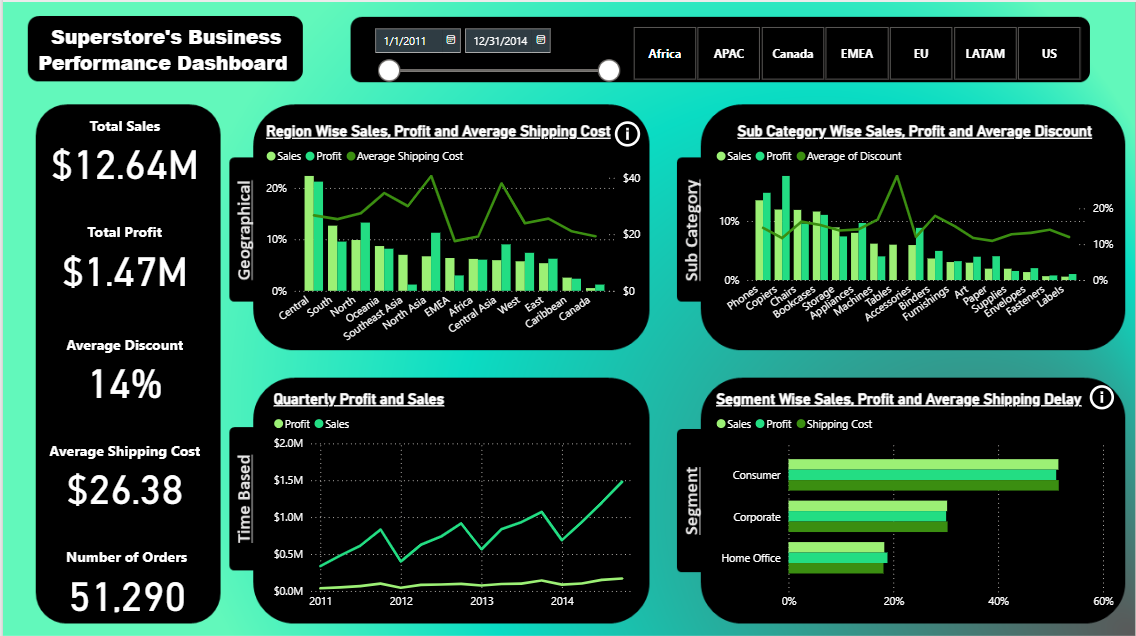 Superstore's Business
Performance Dashboard
1/1/2011
12/31/2014
Africa
APAC
Canada
EMEA
EU
LATAM
US
Total Sales
$12.64M
Total Profit
$1.47M
Average Discount
14%
Average Shipping Cost
$26.38
Number of Orders
51,290
Geographical
Region Wise Sales, Profit and Average Shipping Cost
i
Sales Profit Average Shipping Cost
20%
10%
0%
$40
$20
$0
Central
South
North
Oceania
Southeast Asia
North Asia
EMEA
Africa
Central Asia
West
East
Caribbean
Canada
Sub Category
Sub Category Wise Sales, Profit and Average Discount
Sales Profit Average of Discount
10%
0%
20%
10%
0%
Phones
Copiers
Chairs
Bookcases
Storage
Appliances
Machines
Tables
Accessories
Binders
Furnishings
Art
Paper
Supplies
Envelopes
Fasteners
Labels
Time Based
Quarterly Profit and Sales
Profit Sales
$2.0M
$1.5M
$1.0M
$0.5M
$0.0M
2011
2012
2013
2014
Segment
Segment Wise Sales, Profit and Average Shipping Delay
i
Sales Profit Shipping Cost
Consumer
Corporate
Home Office
0%
20%
40%
60%